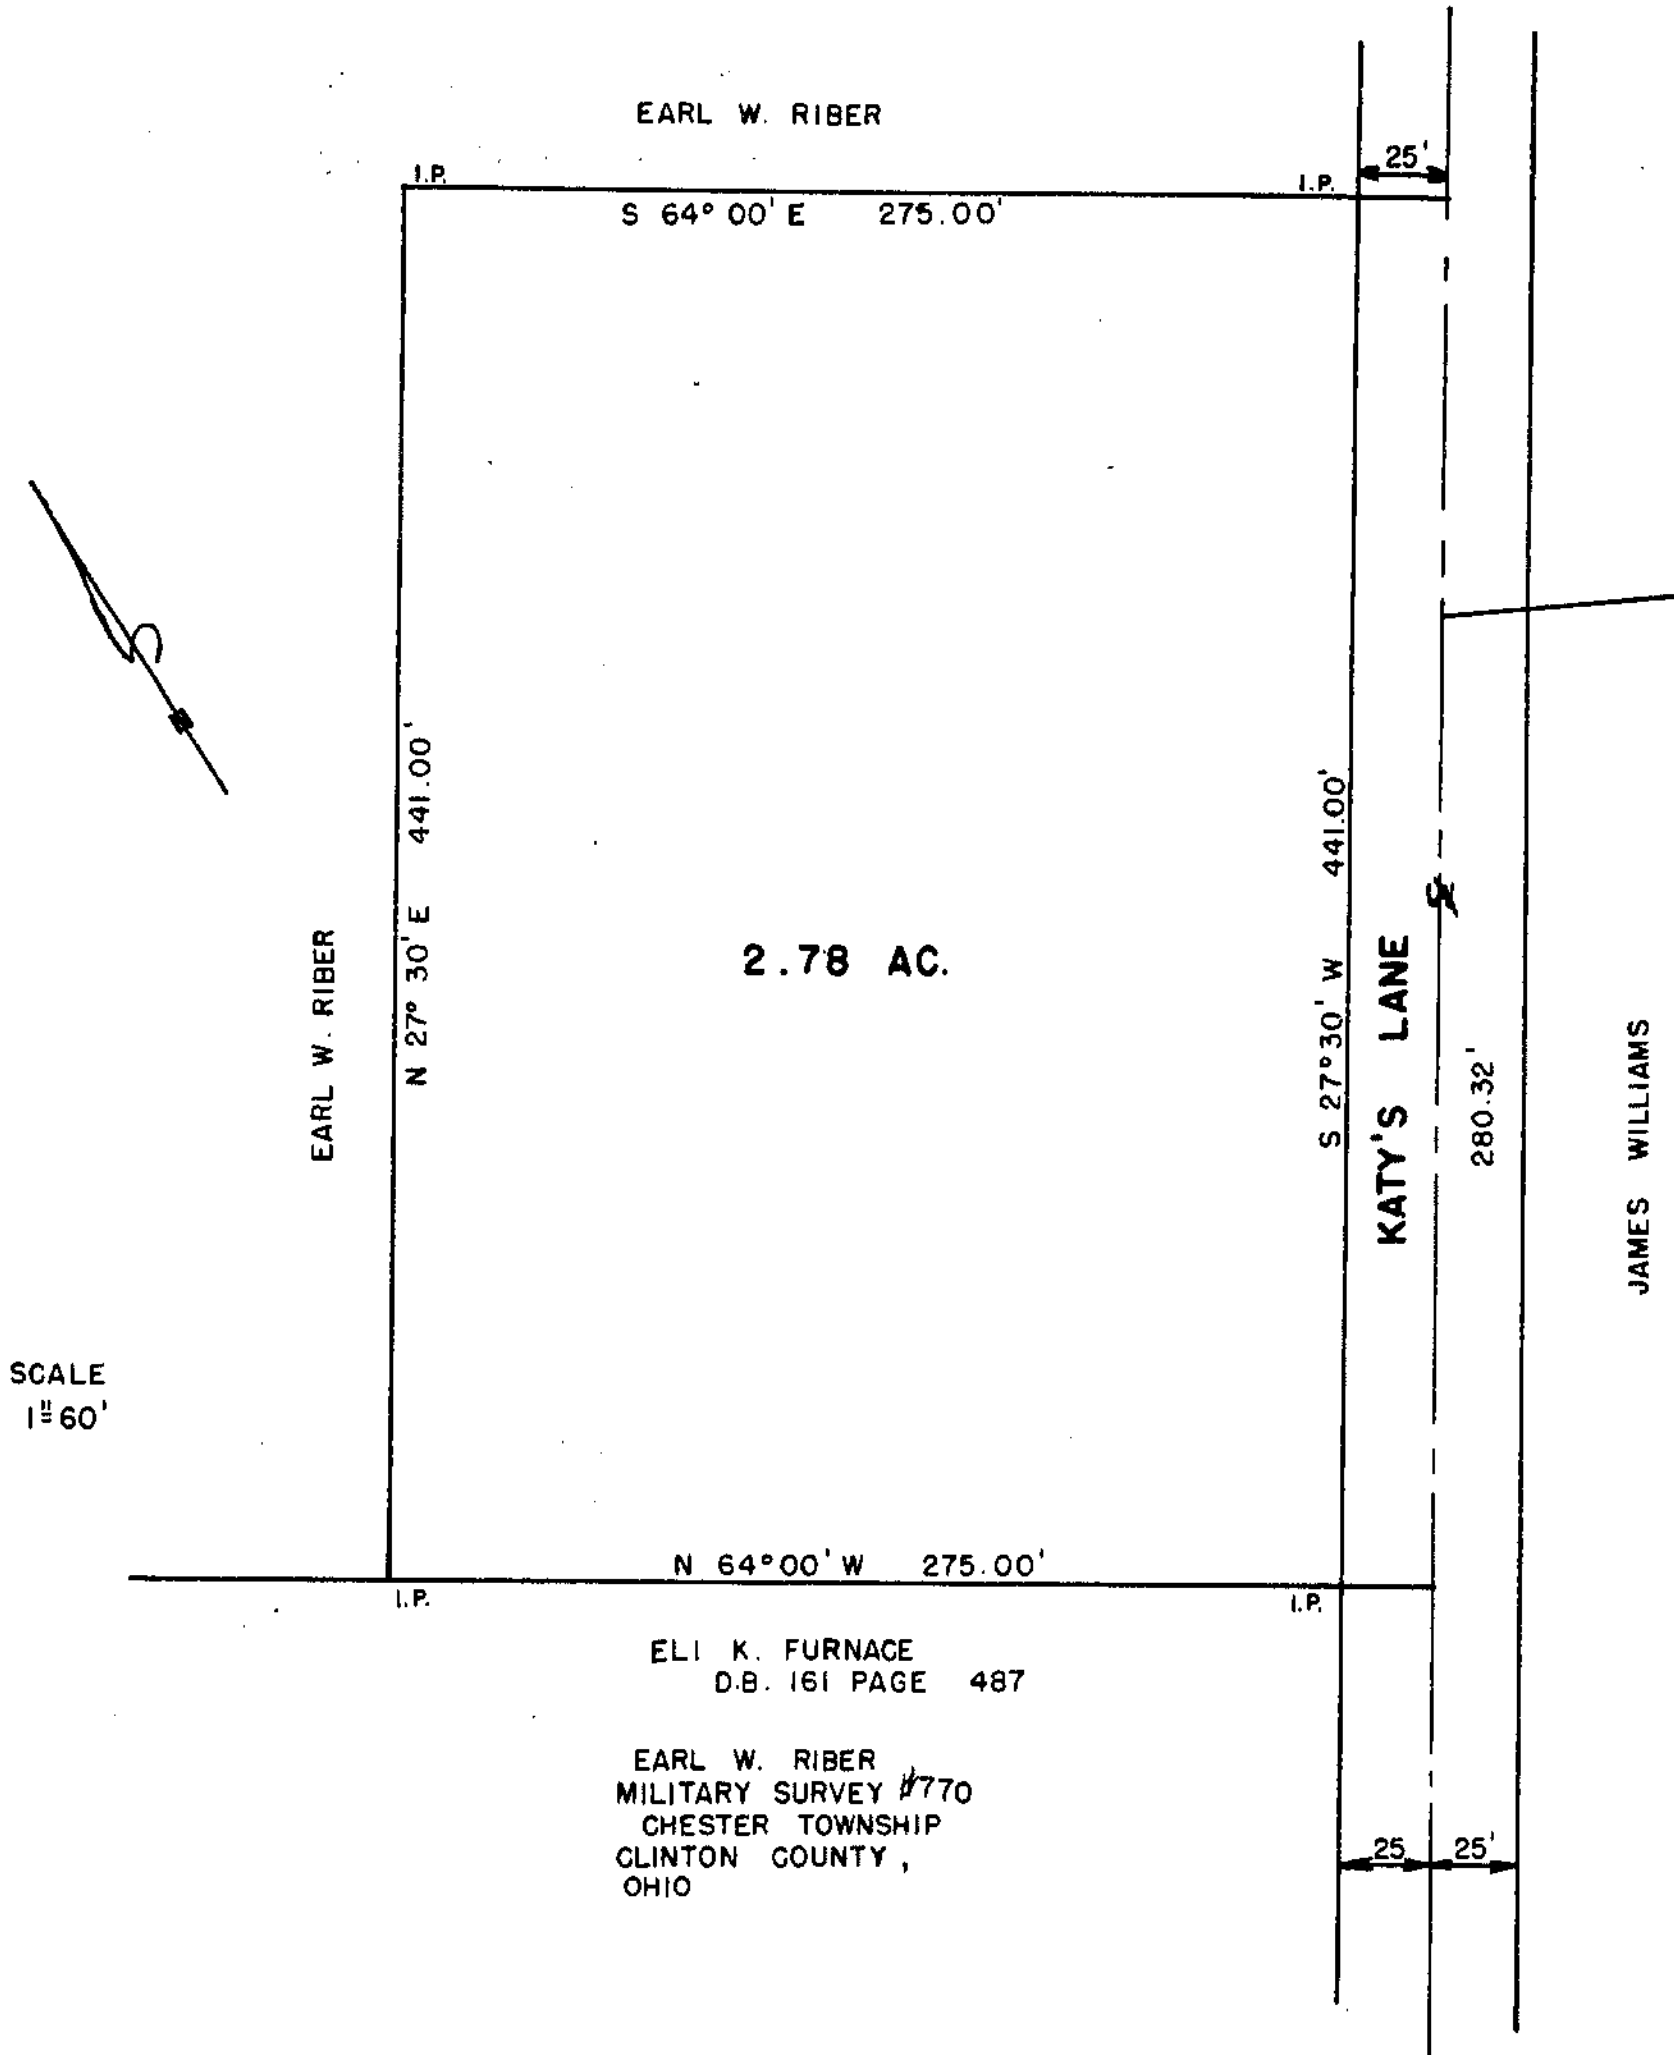 EARL W. RIBER
25'
I.P.
I.P.
S 64° 00' E 275.00'
N 27° 30' E 441.00'
S 27° 30' W 441.00'
EARL W. RIBER
2.78 AC.
KATY'S LANE
280.32'
JAMES WILLIAMS
SCALE
1"=60'
N 64° 00' W 275.00'
I.P.
I.P.
ELI K. FURNACE
D.B. 161 PAGE 487
EARL W. RIBER
MILITARY SURVEY #770
CHESTER TOWNSHIP
CLINTON COUNTY,
OHIO
25
25'